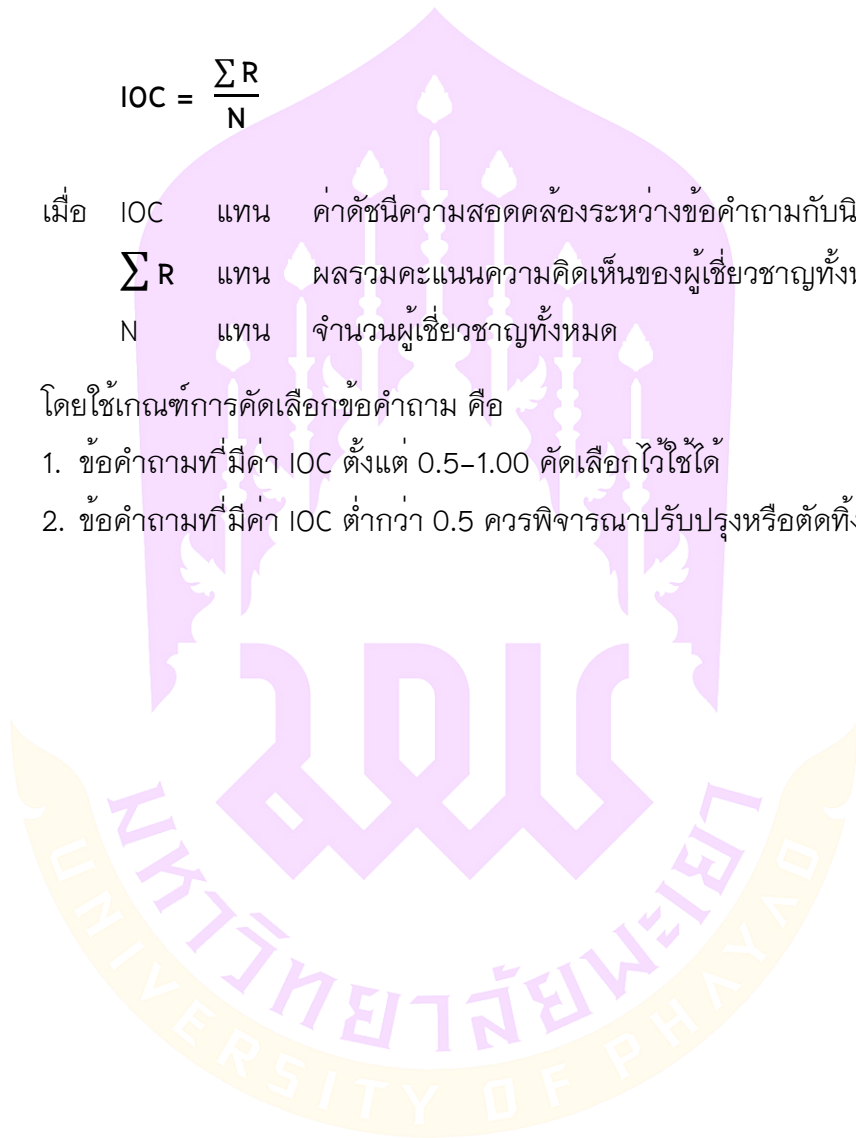 IOC = ∑ R / N
เมื่อ IOC แทน ค่าดัชนีความสอดคล้องระหว่างข้อคำถามกับ
∑ R แทน ผลรวมคะแนนความคิดเห็นของผู้เชี่ยวชาญ
N แทน จำนวนผู้เชี่ยวชาญทั้งหมด
โดยใช้เกณฑ์การคัดเลือกข้อคำถาม คือ
1. ข้อคำถามที่มีค่า IOC ตั้งแต่ 0.5–1.00 คัดเลือกไว้ใช้ได้
2. ข้อคำถามที่มีค่า IOC ต่ำกว่า 0.5 ควรพิจารณาปรับปรุงหรือตัดทิ้ง
มหาวิทยาลัยพะเยา
UNIVERSITY OF PHAYAO